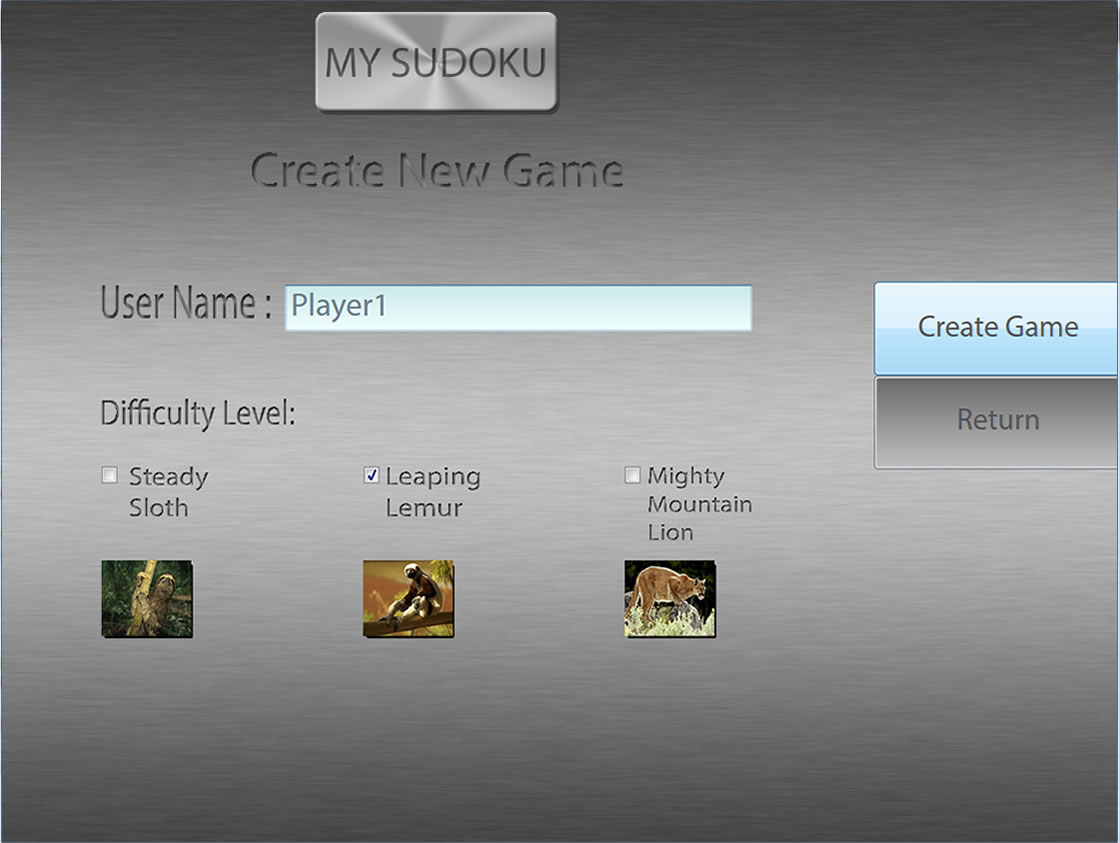 MY SUDOKU
Create New Game
User Name : Player1
Create Game
Difficulty Level:
Return
Steady
Sloth
Leaping
Lemur
Mighty
Mountain
Lion